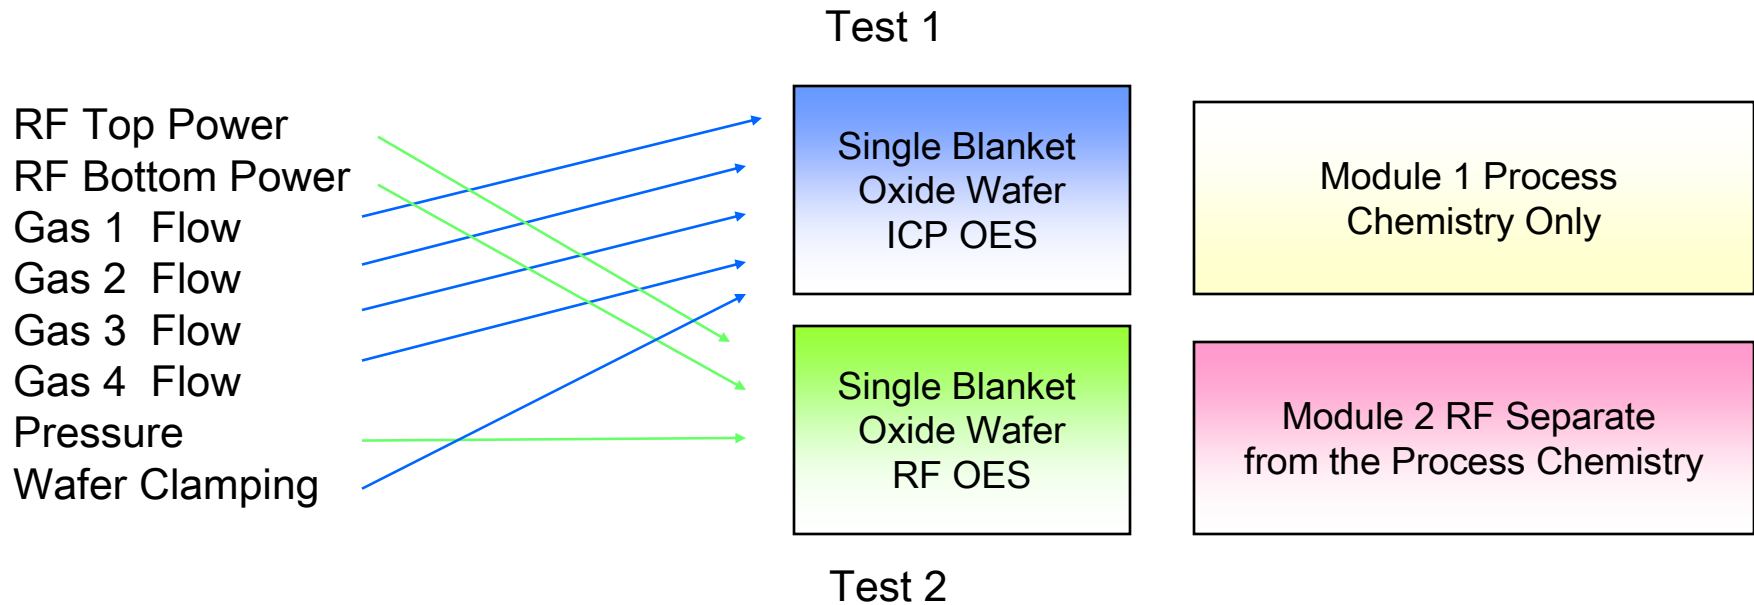 Test 1
RF Top Power
RF Bottom Power
Gas 1 Flow
Gas 2 Flow
Gas 3 Flow
Gas 4 Flow
Pressure
Wafer Clamping
Single Blanket
Oxide Wafer
ICP OES
Module 1 Process
Chemistry Only
Single Blanket
Oxide Wafer
RF OES
Module 2 RF Separate
from the Process Chemistry
Test 2